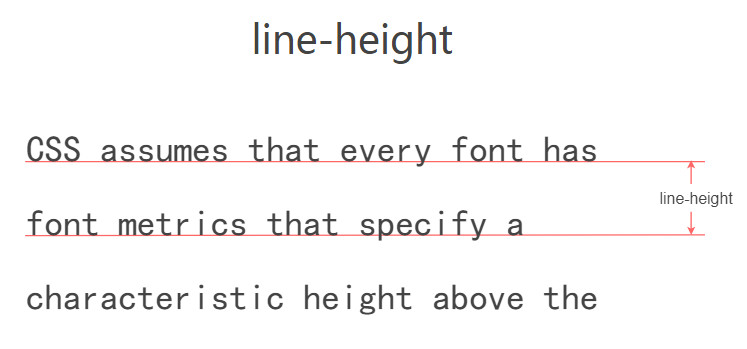 line-height
CSS assumes that every font has
line-height
font metrics that specify a
characteristic height above the